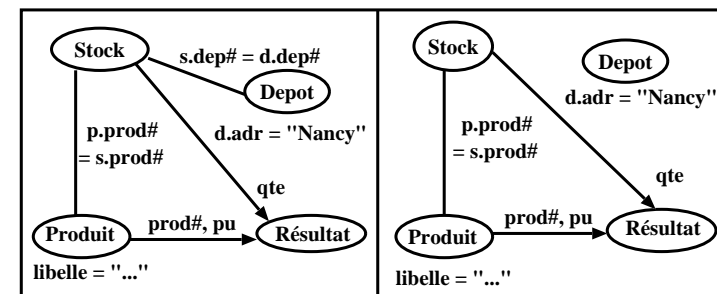 Stock
s.dep# = d.dep#
Depot
d.adr = "Nancy"
p.prod#
= s.prod#
qte
Produit
prod#, pu
Résultat
libelle = "..."
Stock
Depot
d.adr = "Nancy"
p.prod#
= s.prod#
qte
Produit
prod#, pu
Résultat
libelle = "..."